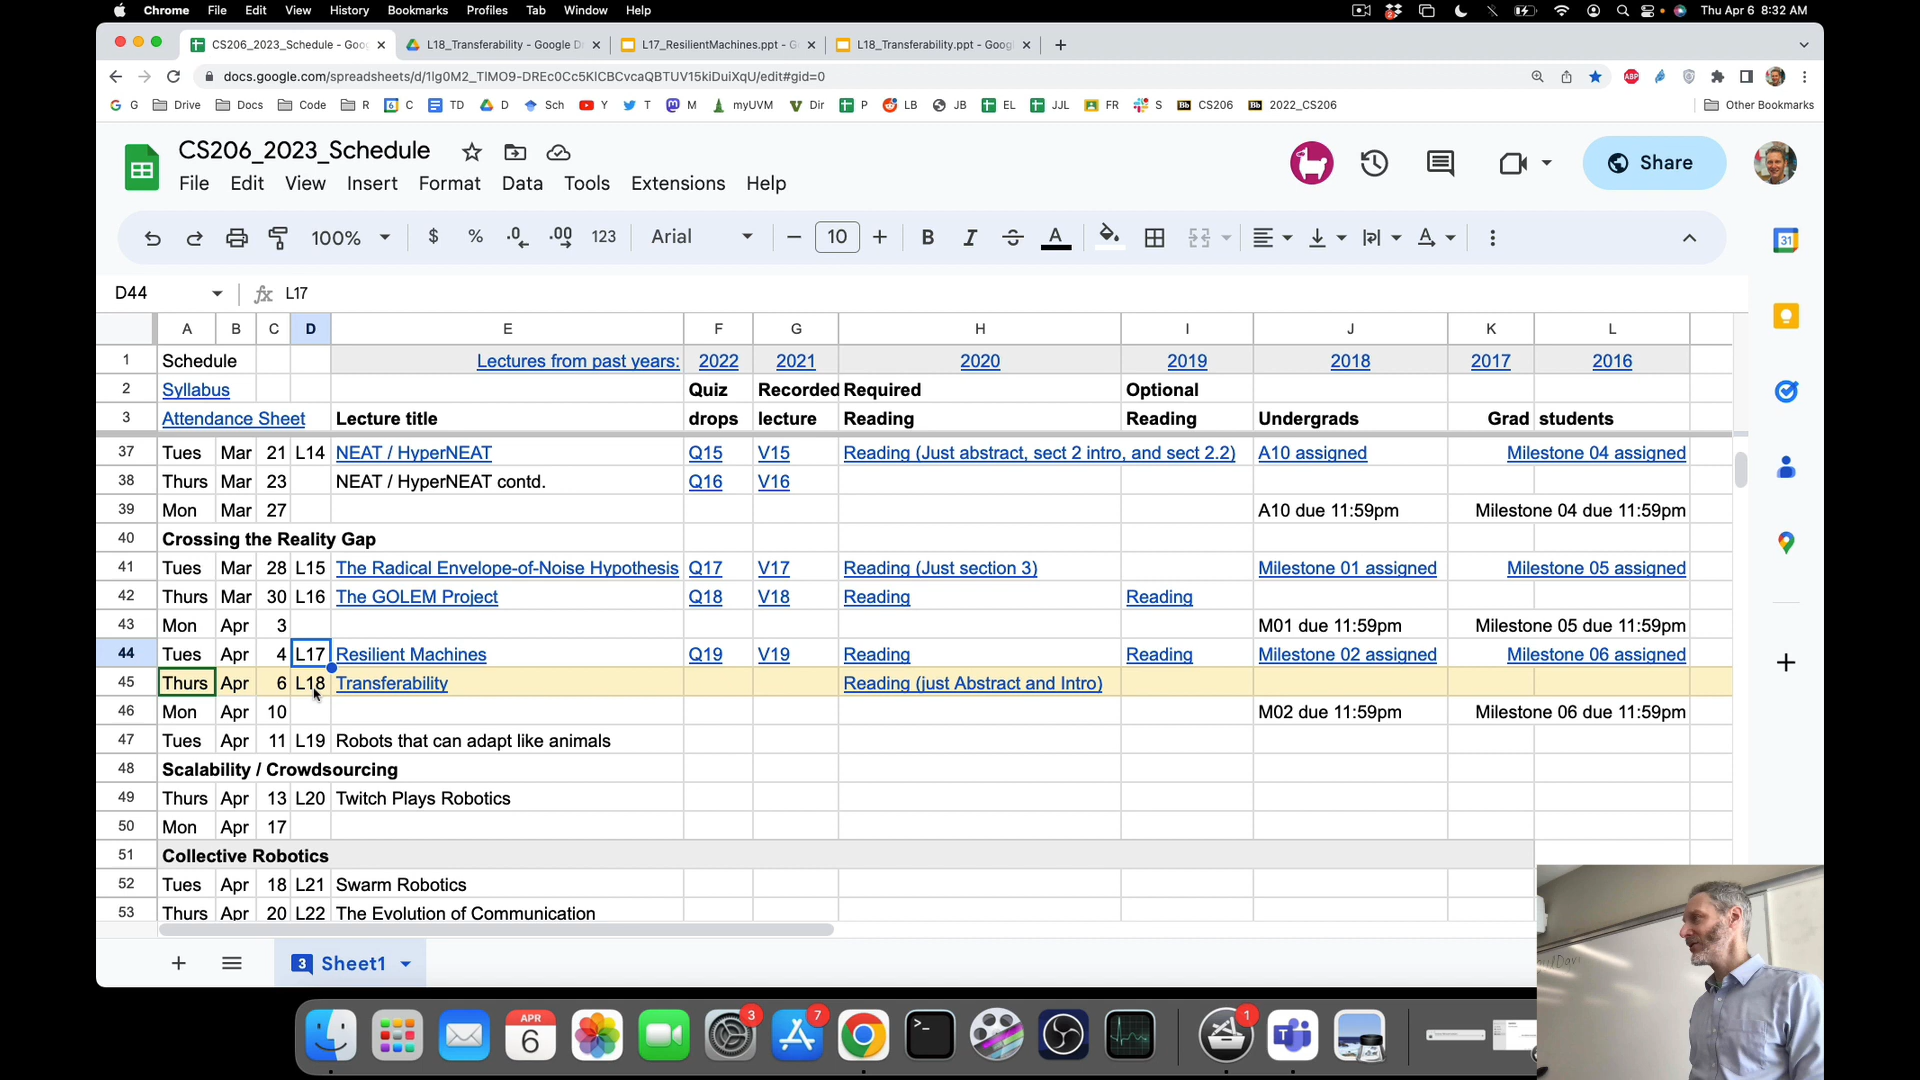 Chrome File Edit View History Bookmarks Profiles Tab Window Help Thu Apr 6 8:32 AM
CS206_2023_Schedule - Goog L18_Transferability - Google D L17_ResilientMachines.ppt - G L18_Transferability.ppt - Goog
G G Drive Docs Code R C TD D Sch Y T M myUVM Dir P LB JB EL JJL FR S CS206 2022_CS206 Other Bookmarks
CS206_2023_Schedule
Share
File Edit View Insert Format Data Tools Extensions Help
100% $ % .0 .00 123 Arial 10 B I S A
D44 fx L17
A B C D E F G H I J K L
1 Schedule Lectures from past years: 2022 2021 2020 2019 2018 2017 2016
2 Syllabus Quiz Recorded Required Optional
3 Attendance Sheet Lecture title drops lecture Reading Reading Undergrads Grad students
37 Tues Mar 21 L14 NEAT / HyperNEAT Q15 V15 Reading (Just abstract, sect 2 intro, and sect 2.2) A10 assigned Milestone 04 assigned
38 Thurs Mar 23 NEAT / HyperNEAT contd. Q16 V16
39 Mon Mar 27 A10 due 11:59pm Milestone 04 due 11:59pm
40 Crossing the Reality Gap
41 Tues Mar 28 L15 The Radical Envelope-of-Noise Hypothesis Q17 V17 Reading (Just section 3) Milestone 01 assigned Milestone 05 assigned
42 Thurs Mar 30 L16 The GOLEM Project Q18 V18 Reading Reading
43 Mon Apr 3 M01 due 11:59pm Milestone 05 due 11:59pm
44 Tues Apr 4 L17 Resilient Machines Q19 V19 Reading Reading Milestone 02 assigned Milestone 06 assigned
45 Thurs Apr 6 L18 Transferability Reading (just Abstract and Intro)
46 Mon Apr 10 M02 due 11:59pm Milestone 06 due 11:59pm
47 Tues Apr 11 L19 Robots that can adapt like animals
48 Scalability / Crowdsourcing
49 Thurs Apr 13 L20 Twitch Plays Robotics
50 Mon Apr 17
51 Collective Robotics
52 Tues Apr 18 L21 Swarm Robotics
53 Thurs Apr 20 L22 The Evolution of Communication
3 Sheet1
APR 6 3 7 1